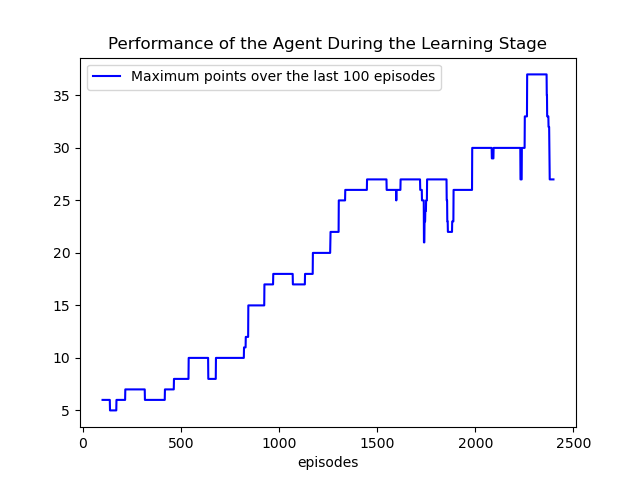 Performance of the Agent During the Learning Stage
Maximum points over the last 100 episodes
35
30
25
20
15
10
5
0 500 1000 1500 2000 2500
episodes